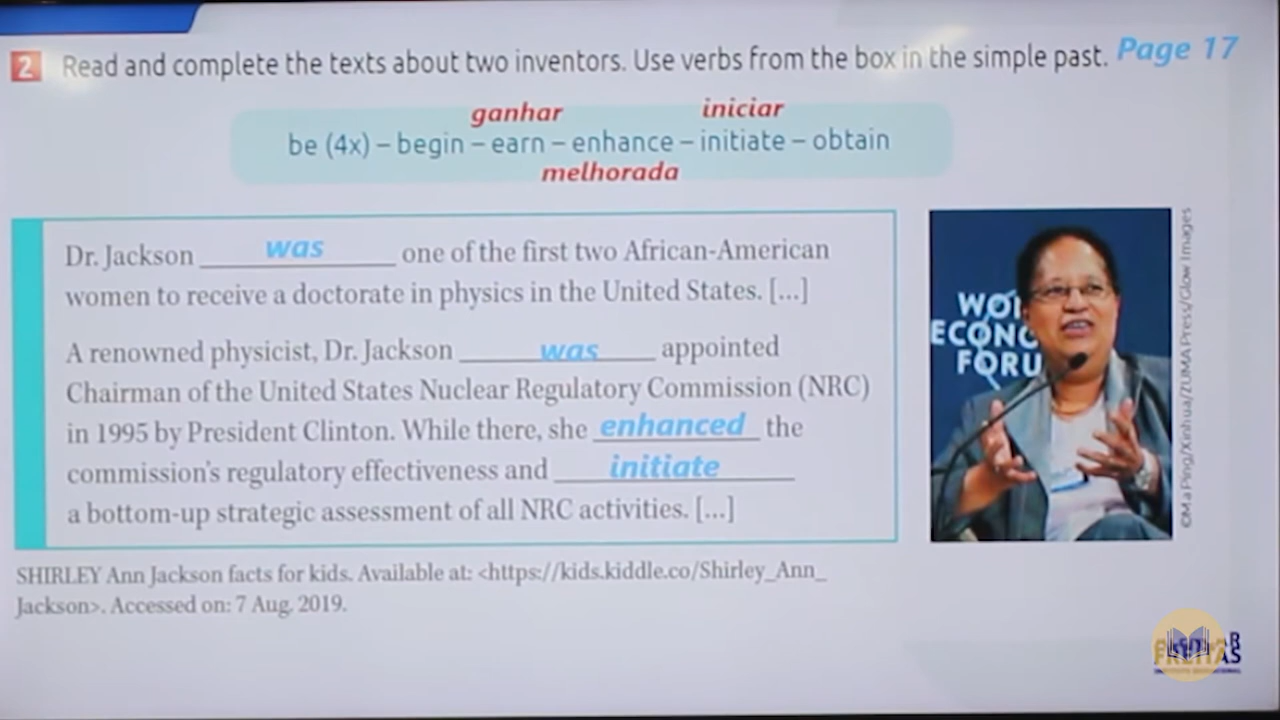 2 Read and complete the texts about two inventors. Use verbs from the box in the simple past. Page 17
ganhar iniciar
be (4x) – begin – earn – enhance – initiate – obtain
melhorada
Dr. Jackson was one of the first two African-American
women to receive a doctorate in physics in the United States. [...]
A renowned physicist, Dr. Jackson was appointed
Chairman of the United States Nuclear Regulatory Commission (NRC)
in 1995 by President Clinton. While there, she enhanced the
commission's regulatory effectiveness and initiate
a bottom-up strategic assessment of all NRC activities. [...]
WOR
ECONO
FORU
©Ma Ping/Xinhua/ZUMA Press/Glow Images
SHIRLEY Ann Jackson facts for kids. Available at: <https://kids.kiddle.co/Shirley_Ann_
Jackson>. Accessed on: 7 Aug. 2019.